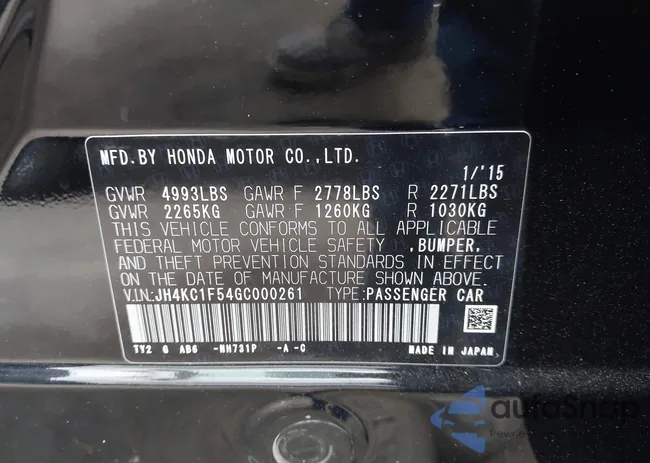 MFD.BY HONDA MOTOR CO.,LTD.
1/'15
GVWR 4993LBS GAWR F 2778LBS R 2271LBS
GVWR 2265KG GAWR F 1260KG R 1030KG
THIS VEHICLE CONFORMS TO ALL APPLICABLE
FEDERAL MOTOR VEHICLE SAFETY ,BUMPER,
AND THEFT PREVENTION STANDARDS IN EFFECT
ON THE DATE OF MANUFACTURE SHOWN ABOVE.
V.I.N:JH4KC1F54GC000261 TYPE:PASSENGER CAR
TY2 G AB6 -NH731P -A -C MADE IN JAPAN
autoSnap